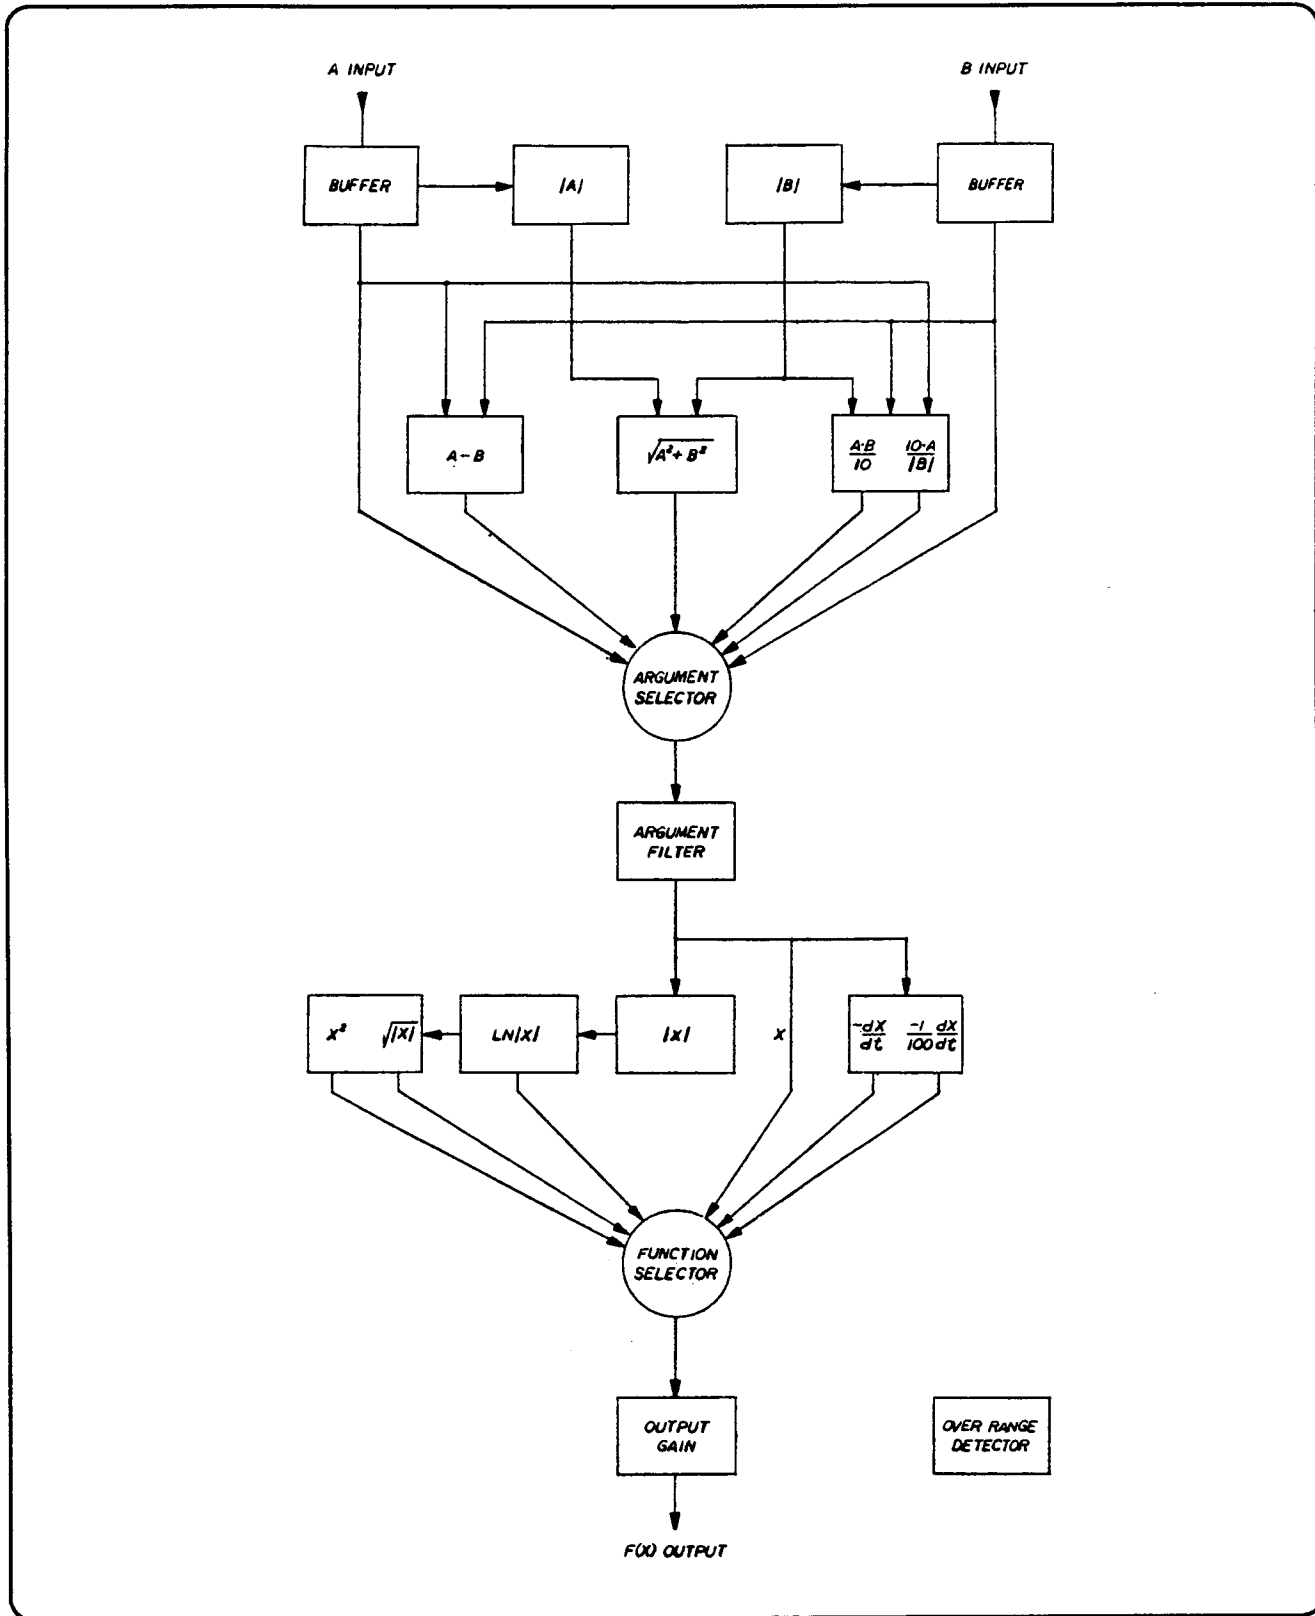 A INPUT
B INPUT
BUFFER
|A|
|B|
BUFFER
A-B
√A²+B²
A·B/10 10·A/|B|
ARGUMENT
SELECTOR
ARGUMENT
FILTER
X² √|X|
LN|X|
|X|
X
-dX/dt -1/100 dX/dt
FUNCTION
SELECTOR
OUTPUT
GAIN
OVER RANGE
DETECTOR
F(X) OUTPUT